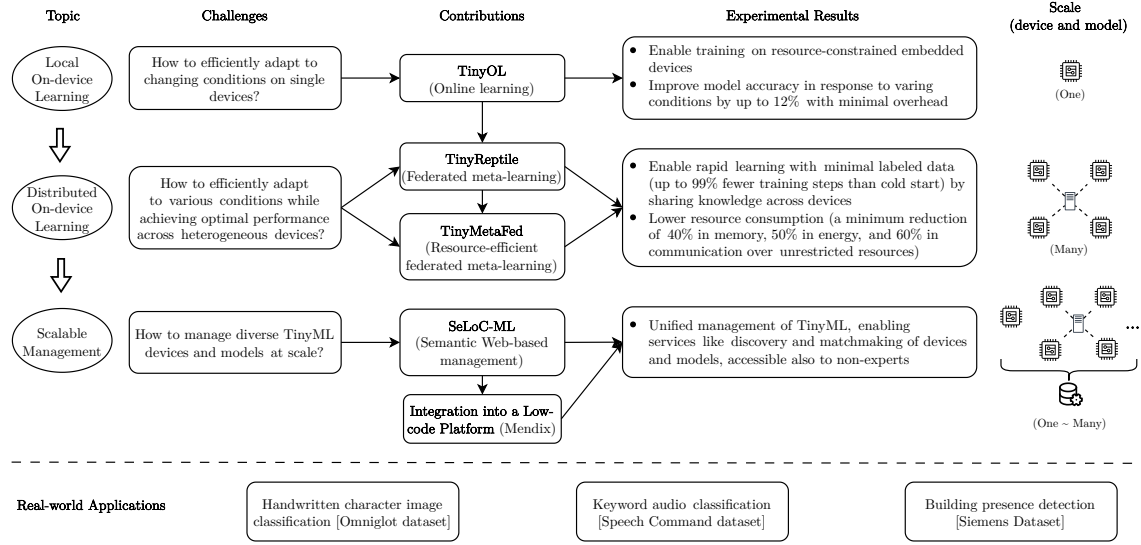 Topic
Challenges
Contributions
Experimental Results
Scale
(device and model)
Local
On-device
Learning
How to efficiently adapt to
changing conditions on single
devices?
TinyOL
(Online learning)
Enable training on resource-constrained embedded
devices
Improve model accuracy in response to varing
conditions by up to 12% with minimal overhead
(One)
Distributed
On-device
Learning
How to efficiently adapt
to various conditions while
achieving optimal performance
across heterogeneous devices?
TinyReptile
(Federated meta-learning)
TinyMetaFed
(Resource-efficient
federated meta-learning)
Enable rapid learning with minimal labeled data
(up to 99% fewer training steps than cold start) by
sharing knowledge across devices
Lower resource consumption (a minimum reduction
of 40% in memory, 50% in energy, and 60% in
communication over unrestricted resources)
(Many)
Scalable
Management
How to manage diverse TinyML
devices and models at scale?
SeLoC-ML
(Semantic Web-based
management)
Integration into a Low-
code Platform (Mendix)
Unified management of TinyML, enabling
services like discovery and matchmaking of devices
and models, accessible also to non-experts
...
(One ~ Many)
Real-world Applications
Handwritten character image
classification [Omniglot dataset]
Keyword audio classification
[Speech Command dataset]
Building presence detection
[Siemens Dataset]